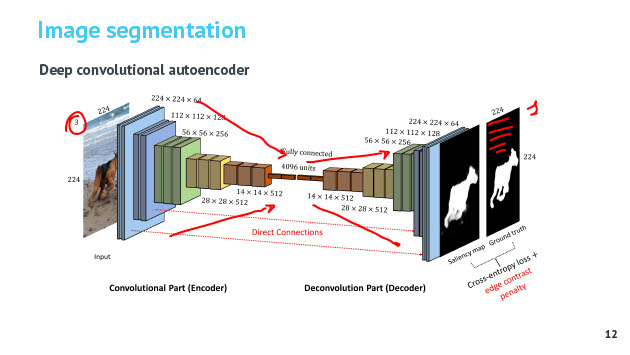 Image segmentation
Deep convolutional autoencoder
224
3
224
224 × 224 × 64
112 × 112 × 128
56 × 56 × 256
28 × 28 × 512
14 × 14 × 512
Fully connected
4096 units
14 × 14 × 512
28 × 28 × 512
56 × 56 × 256
112 × 112 × 128
224 × 224 × 64
224
224
Direct Connections
Input
Saliency map
Ground truth
Cross-entropy loss +
edge contrast
penalty
Convolutional Part (Encoder)
Deconvolution Part (Decoder)
12